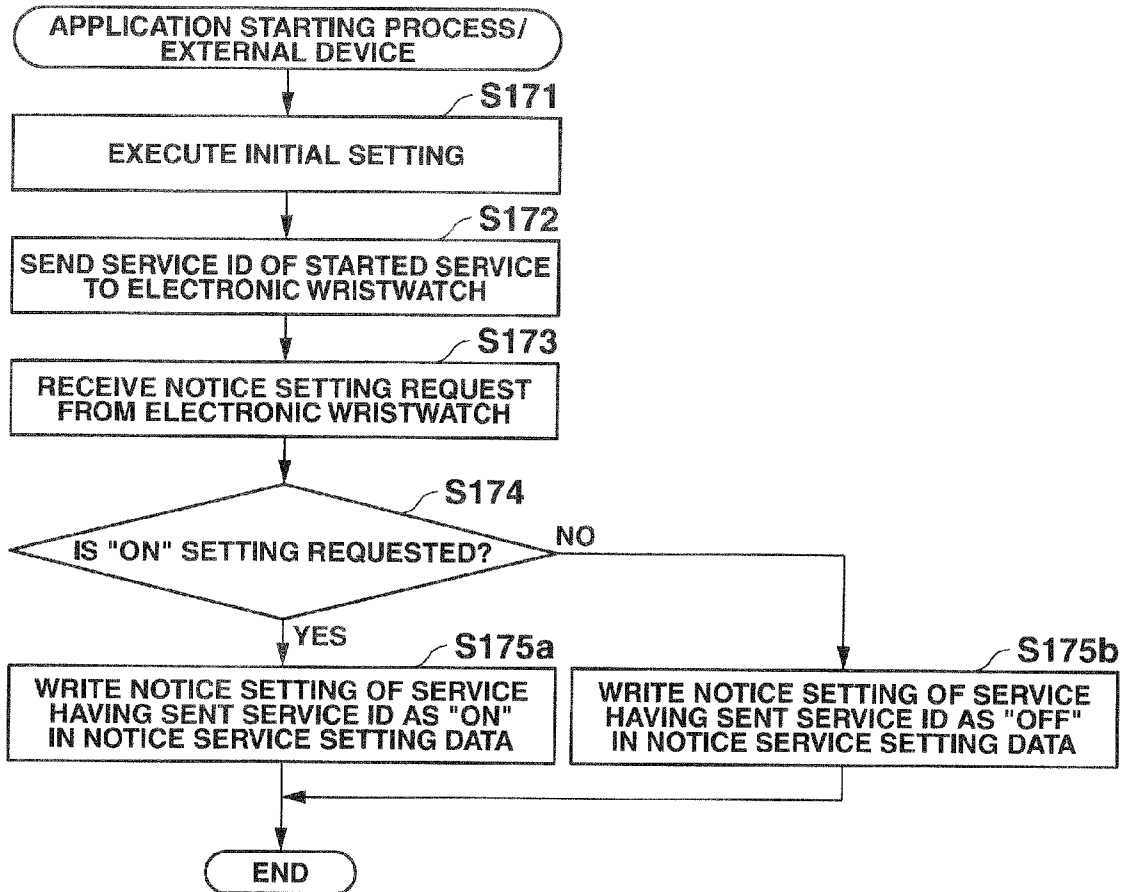 APPLICATION STARTING PROCESS/
EXTERNAL DEVICE
S171
EXECUTE INITIAL SETTING
S172
SEND SERVICE ID OF STARTED SERVICE
TO ELECTRONIC WRISTWATCH
S173
RECEIVE NOTICE SETTING REQUEST
FROM ELECTRONIC WRISTWATCH
S174
IS "ON" SETTING REQUESTED?
NO
YES
S175a
WRITE NOTICE SETTING OF SERVICE
HAVING SENT SERVICE ID AS "ON"
IN NOTICE SERVICE SETTING DATA
S175b
WRITE NOTICE SETTING OF SERVICE
HAVING SENT SERVICE ID AS "OFF"
IN NOTICE SERVICE SETTING DATA
END